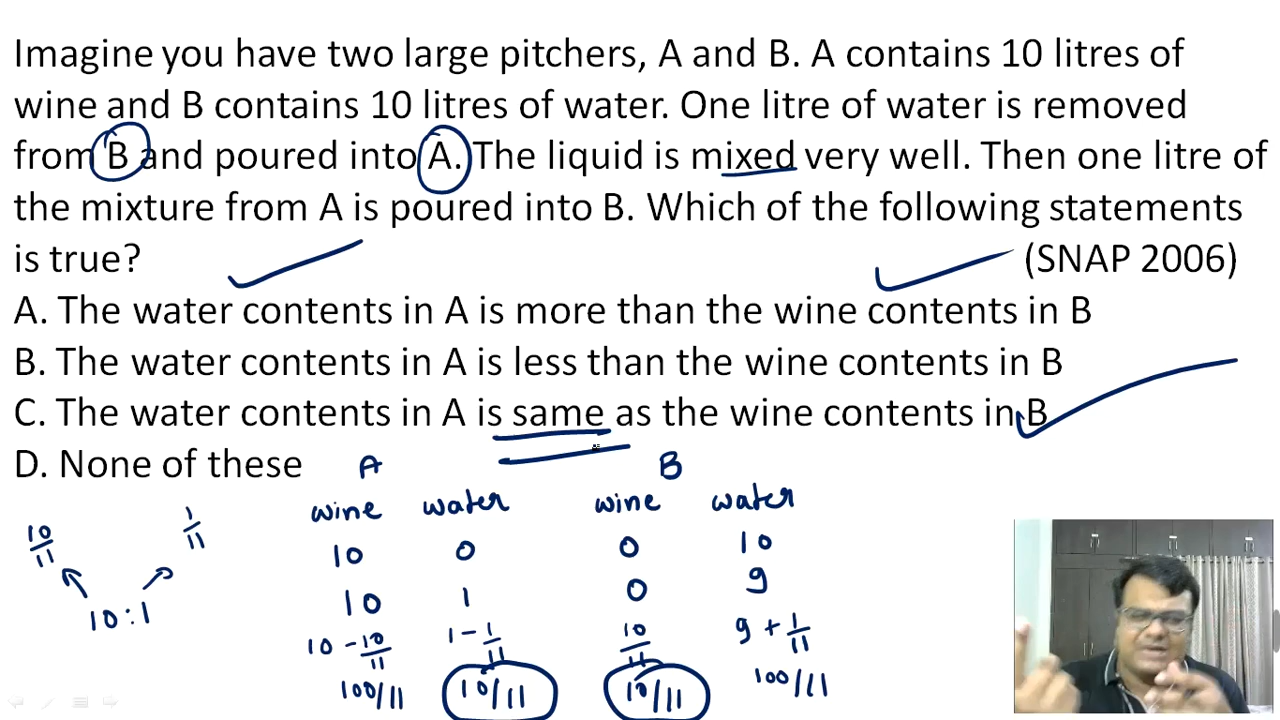 Imagine you have two large pitchers, A and B. A contains 10 litres of
wine and B contains 10 litres of water. One litre of water is removed
from B and poured into A. The liquid is mixed very well. Then one litre of
the mixture from A is poured into B. Which of the following statements
is true? (SNAP 2006)
A. The water contents in A is more than the wine contents in B
B. The water contents in A is less than the wine contents in B
C. The water contents in A is same as the wine contents in B
D. None of these
A B
wine water wine water
10/11 1/11
10 0 0 10
10 1 0 9
10:1
10 - 10/11 1 - 1/11 10/11 9 + 1/11
100/11 10/11 10/11 100/11